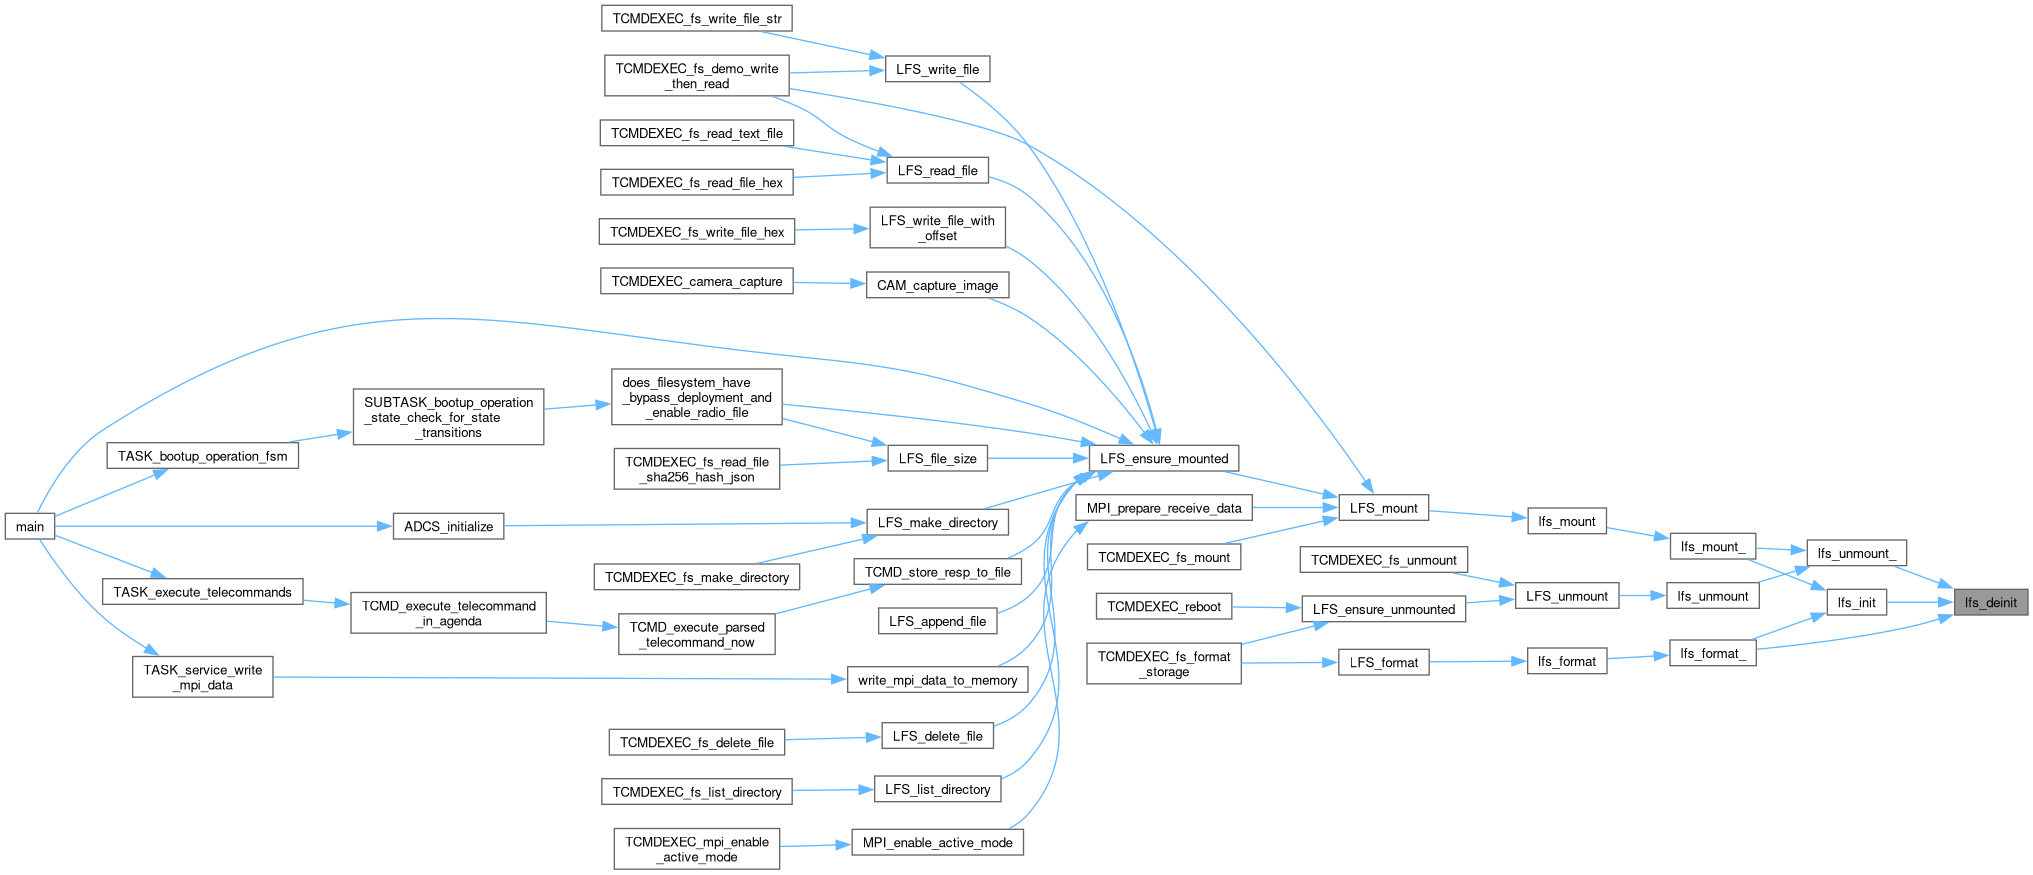 TCMDEXEC_fs_write_file_str
TCMDEXEC_fs_demo_write
_then_read
LFS_write_file
TCMDEXEC_fs_read_text_file
LFS_read_file
TCMDEXEC_fs_read_file_hex
TCMDEXEC_fs_write_file_hex
LFS_write_file_with
_offset
TCMDEXEC_camera_capture
CAM_capture_image
does_filesystem_have
_bypass_deployment_and
_enable_radio_file
SUBTASK_bootup_operation
_state_check_for_state
_transitions
TASK_bootup_operation_fsm
TCMDEXEC_fs_read_file
_sha256_hash_json
LFS_file_size
LFS_ensure_mounted
main
ADCS_initialize
LFS_make_directory
MPI_prepare_receive_data
LFS_mount
lfs_mount
lfs_mount_
lfs_unmount_
TCMDEXEC_fs_mount
TCMDEXEC_fs_unmount
TCMDEXEC_fs_make_directory
TCMD_store_resp_to_file
TASK_execute_telecommands
TCMD_execute_telecommand
_in_agenda
TCMD_execute_parsed
_telecommand_now
LFS_append_file
TCMDEXEC_reboot
LFS_ensure_unmounted
LFS_unmount
lfs_unmount
lfs_init
lfs_deinit
TASK_service_write
_mpi_data
write_mpi_data_to_memory
TCMDEXEC_fs_format
_storage
LFS_format
lfs_format
lfs_format_
TCMDEXEC_fs_delete_file
LFS_delete_file
TCMDEXEC_fs_list_directory
LFS_list_directory
TCMDEXEC_mpi_enable
_active_mode
MPI_enable_active_mode